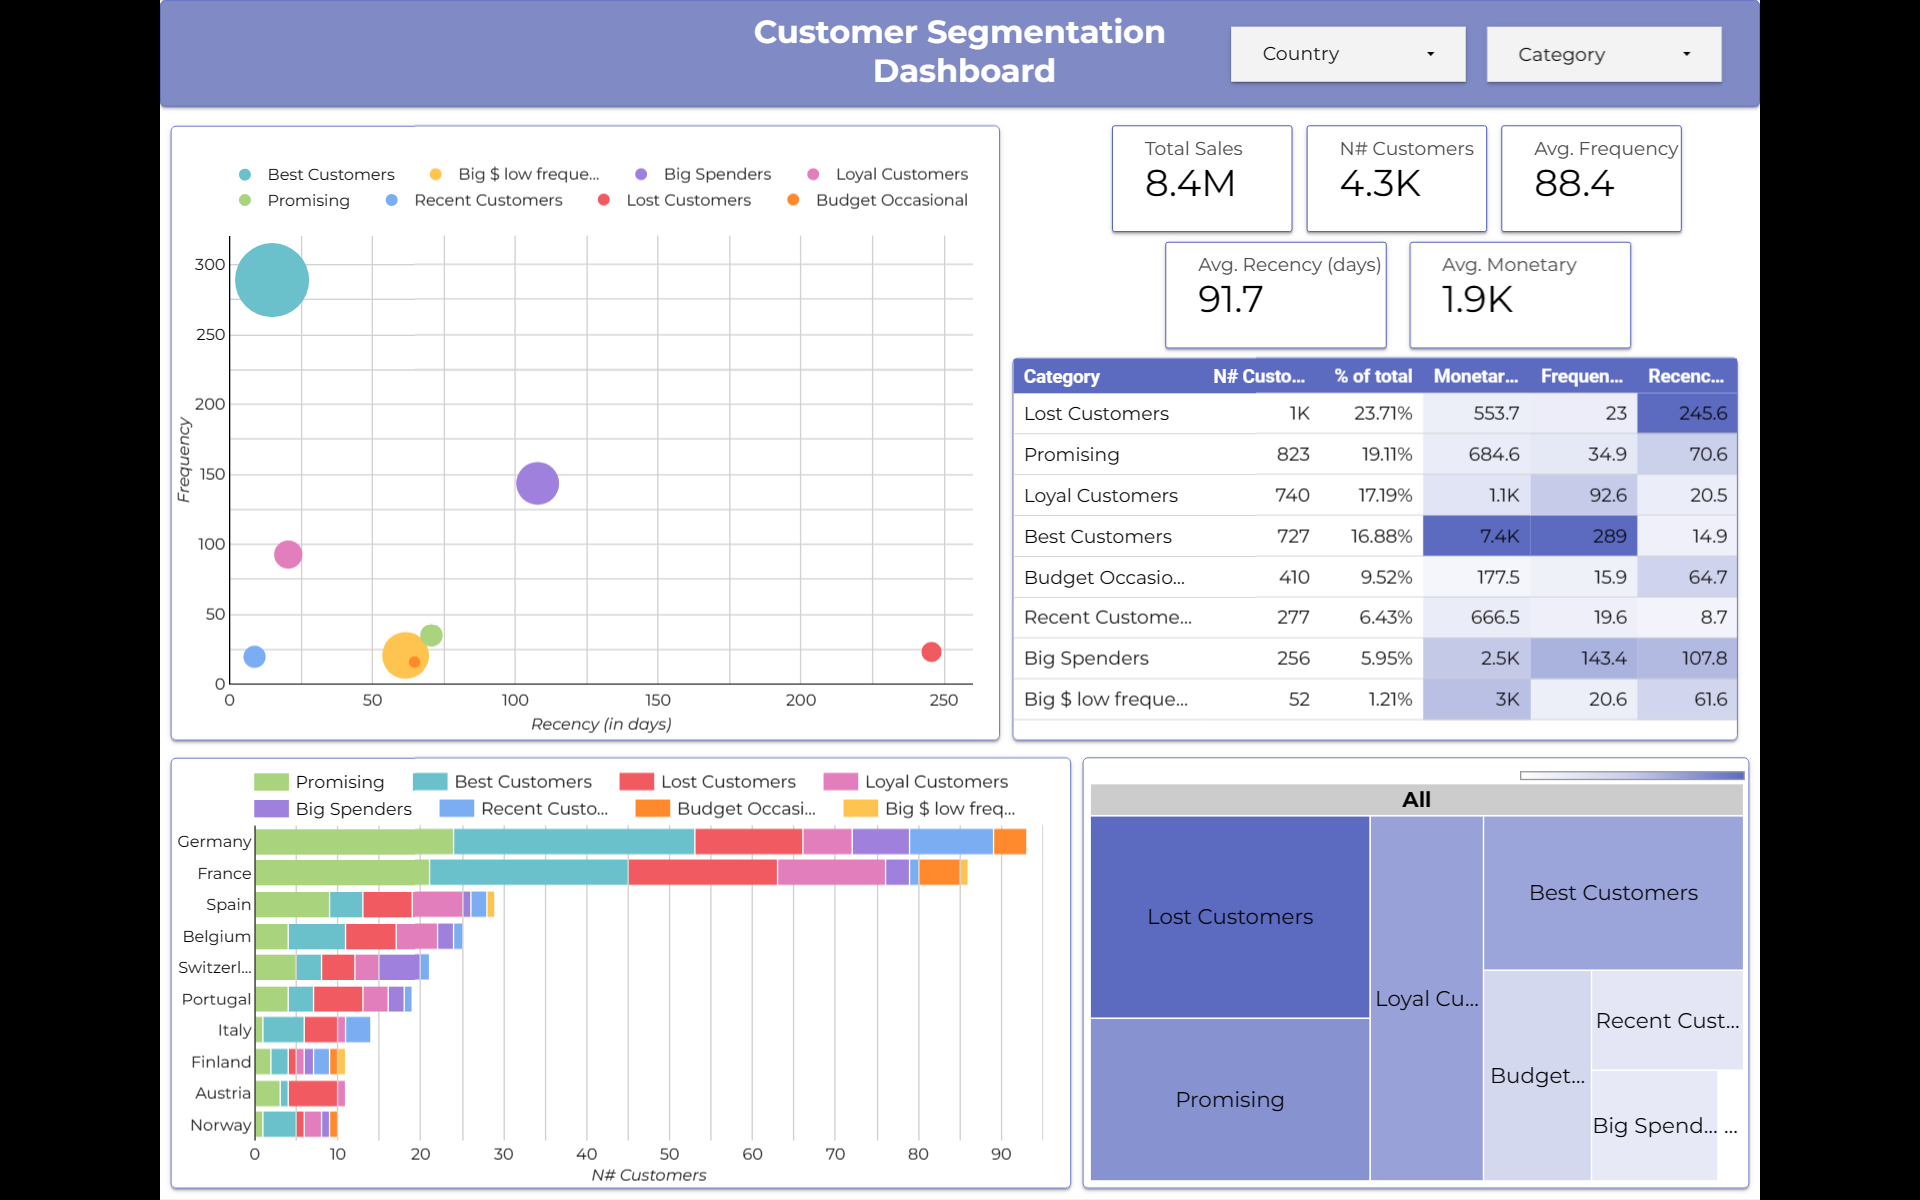 Customer Segmentation
Dashboard
Country
Category
Best Customers Big $ low freque... Big Spenders Loyal Customers
Promising Recent Customers Lost Customers Budget Occasional
300
250
200
150
100
50
0
Frequency
0 50 100 150 200 250
Recency (in days)
Total Sales
8.4M
N# Customers
4.3K
Avg. Frequency
88.4
Avg. Recency (days)
91.7
Avg. Monetary
1.9K
Category N# Custo... % of total Monetar... Frequen... Recenc...
Lost Customers 1K 23.71% 553.7 23 245.6
Promising 823 19.11% 684.6 34.9 70.6
Loyal Customers 740 17.19% 1.1K 92.6 20.5
Best Customers 727 16.88% 7.4K 289 14.9
Budget Occasio... 410 9.52% 177.5 15.9 64.7
Recent Custome... 277 6.43% 666.5 19.6 8.7
Big Spenders 256 5.95% 2.5K 143.4 107.8
Big $ low freque... 52 1.21% 3K 20.6 61.6
Promising Best Customers Lost Customers Loyal Customers
Big Spenders Recent Custo... Budget Occasi... Big $ low freq...
Germany
France
Spain
Belgium
Switzerl...
Portugal
Italy
Finland
Austria
Norway
0 10 20 30 40 50 60 70 80 90
N# Customers
All
Lost Customers
Promising
Loyal Cu...
Best Customers
Budget...
Recent Cust...
Big Spend... ...